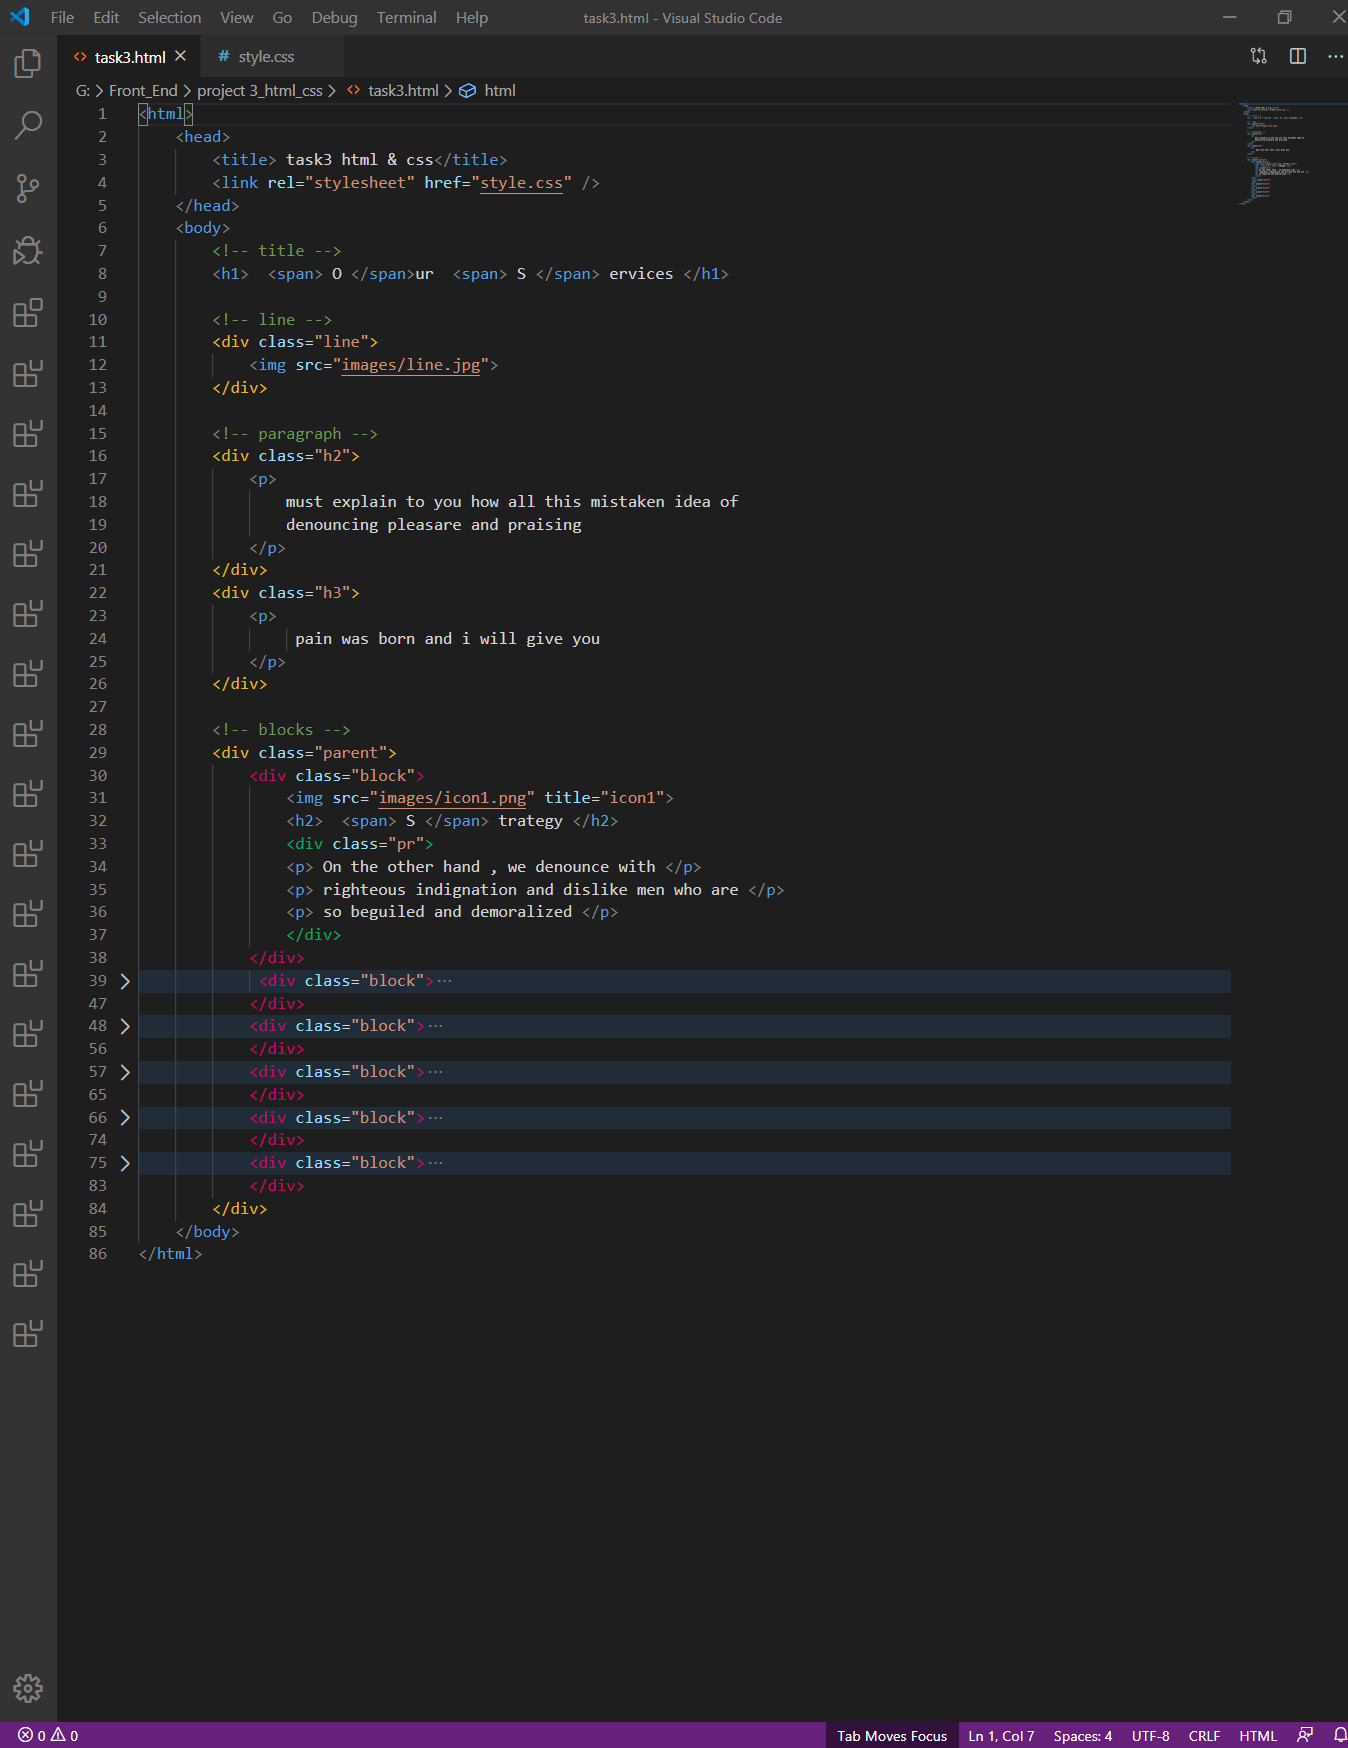 File Edit Selection View Go Debug Terminal Help task3.html - Visual Studio Code
task3.html # style.css
G: > Front_End > project 3_html_css > task3.html > html
1 <html>
2 <head>
3 <title> task3 html & css</title>
4 <link rel="stylesheet" href="style.css" />
5 </head>
6 <body>
7 <!-- title -->
8 <h1> <span> O </span>ur <span> S </span> ervices </h1>
9
10 <!-- line -->
11 <div class="line">
12 <img src="images/line.jpg">
13 </div>
14
15 <!-- paragraph -->
16 <div class="h2">
17 <p>
18 must explain to you how all this mistaken idea of
19 denouncing pleasare and praising
20 </p>
21 </div>
22 <div class="h3">
23 <p>
24 pain was born and i will give you
25 </p>
26 </div>
27
28 <!-- blocks -->
29 <div class="parent">
30 <div class="block">
31 <img src="images/icon1.png" title="icon1">
32 <h2> <span> S </span> trategy </h2>
33 <div class="pr">
34 <p> On the other hand , we denounce with </p>
35 <p> righteous indignation and dislike men who are </p>
36 <p> so beguiled and demoralized </p>
37 </div>
38 </div>
39 <div class="block">···
47 </div>
48 <div class="block">···
56 </div>
57 <div class="block">···
65 </div>
66 <div class="block">···
74 </div>
75 <div class="block">···
83 </div>
84 </div>
85 </body>
86 </html>
0 0 Tab Moves Focus Ln 1, Col 7 Spaces: 4 UTF-8 CRLF HTML